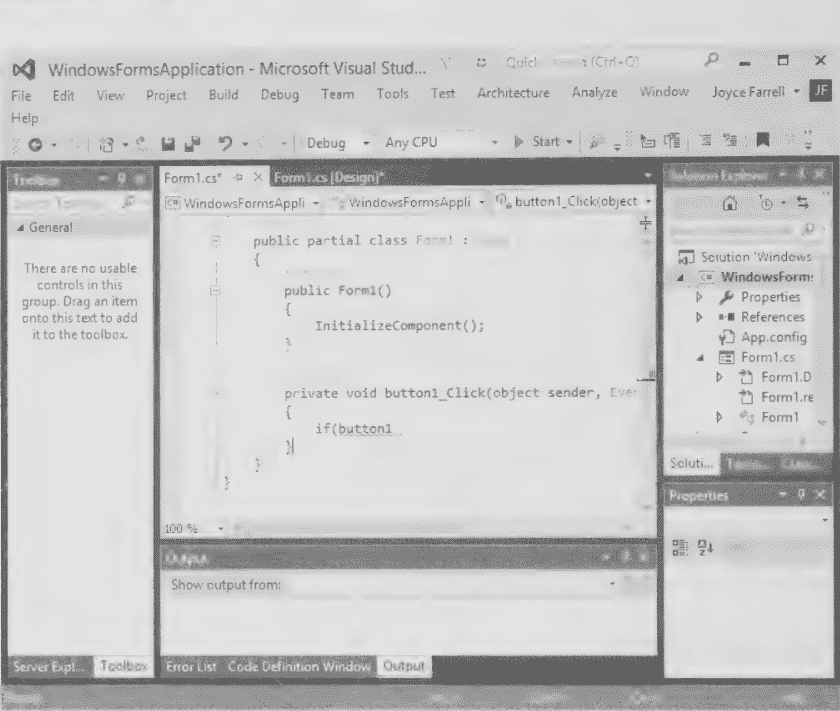 WindowsFormsApplication - Microsoft Visual Stud...
File Edit View Project Build Debug Team Tools Test Architecture Analyze Window Joyce Farrell JF
Help
Debug Any CPU Start
Toolbox
General
There are no usable
controls in this
group. Drag an item
onto this text to add
it to the toolbox.
Server Expl... Toolbox
Form1.cs* Form1.cs [Design]*
C# WindowsFormsAppli WindowsFormsAppli button1_Click(object
public partial class Form1 :
{
public Form1()
{
InitializeComponent();
}
private void button1_Click(object sender, Eve
{
if(button1
}
}
}
100 %
Output
Show output from:
Error List Code Definition Window Output
Solution Explorer
Solution 'Windows
C# WindowsForms
Properties
References
App.config
Form1.cs
Form1.D
Form1.re
Form1
Soluti...
Properties